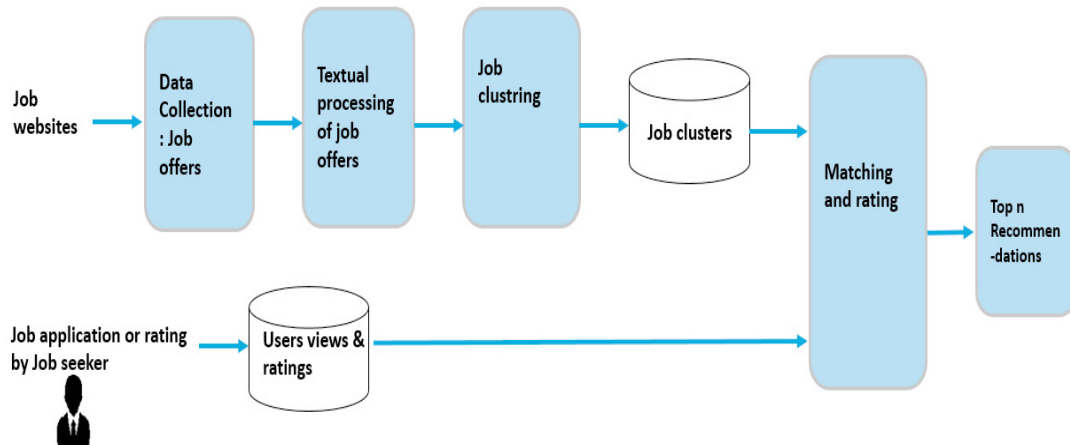 Job
websites
Data
Collection
: Job
offers
Textual
processing
of job
offers
Job
clustring
Job clusters
Matching
and rating
Top n
Recommen
-dations
Job application or rating
by Job seeker
Users views &
ratings